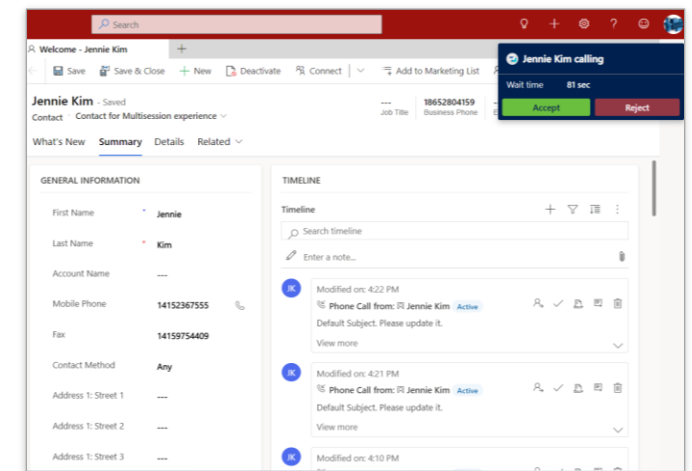 Search
Welcome - Jennie Kim
Save
Save & Close
New
Deactivate
Connect
Add to Marketing List
Jennie Kim calling
Wait time 81 sec
Accept
Reject
Jennie Kim - Saved
Contact · Contact for Multisession experience
---
Job Title
18652804159
Business Phone
What's New
Summary
Details
Related
GENERAL INFORMATION
First Name * Jennie
Last Name * Kim
Account Name ---
Mobile Phone 14152367555
Fax 14159754409
Contact Method Any
Address 1: Street 1 ---
Address 1: Street 2 ---
Address 1: Street 3 ---
TIMELINE
Timeline
Search timeline
Enter a note...
JK
Modified on: 4:22 PM
Phone Call from: Jennie Kim Active
Default Subject. Please update it.
View more
JK
Modified on: 4:21 PM
Phone Call from: Jennie Kim Active
Default Subject. Please update it.
View more
JK
Modified on: 4:10 PM